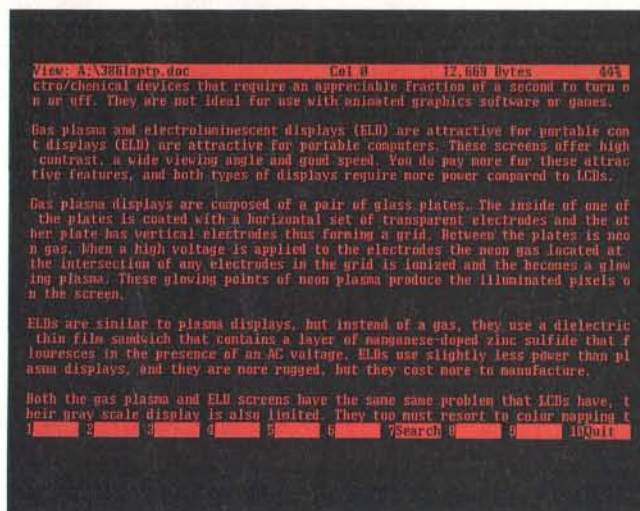 View: A:\386laptp.doc Col 0 12,669 Bytes 44%
ctro/chemical devices that require an appreciable fraction of a second to turn o
n or off. They are not ideal for use with animated graphics software or games.
Gas plasma and electroluminescent displays (ELD) are attractive for portable con
t displays (ELD) are attractive for portable computers. These screens offer high
contrast, a wide viewing angle and good speed. You do pay more for these attrac
tive features, and both types of displays require more power compared to LCDs.
Gas plasma displays are composed of a pair of glass plates. The inside of one of
the plates is coated with a horizontal set of transparent electrodes and the ot
her plate has vertical electrodes thus forming a grid. Between the plates is neo
n gas. When a high voltage is applied to the electrodes the neon gas located at
the intersection of any electrodes in the grid is ionized and the becomes a glow
ing plasma. These glowing points of neon plasma produce the illuminated pixels o
n the screen.
ELDs are similar to plasma displays, but instead of a gas, they use a dielectric
thin film sandwich that contains a layer of manganese-doped zinc sulfide that f
louresces in the presence of an AC voltage. ELDs use slightly less power than pl
asma displays, and they are more rugged, but they cost more to manufacture.
Both the gas plasma and ELD screens have the same same problem that LCDs have, t
heir gray scale display is also limited. They too must resort to color mapping t
1 2 3 4 5 6 7Search 8 9 10Quit